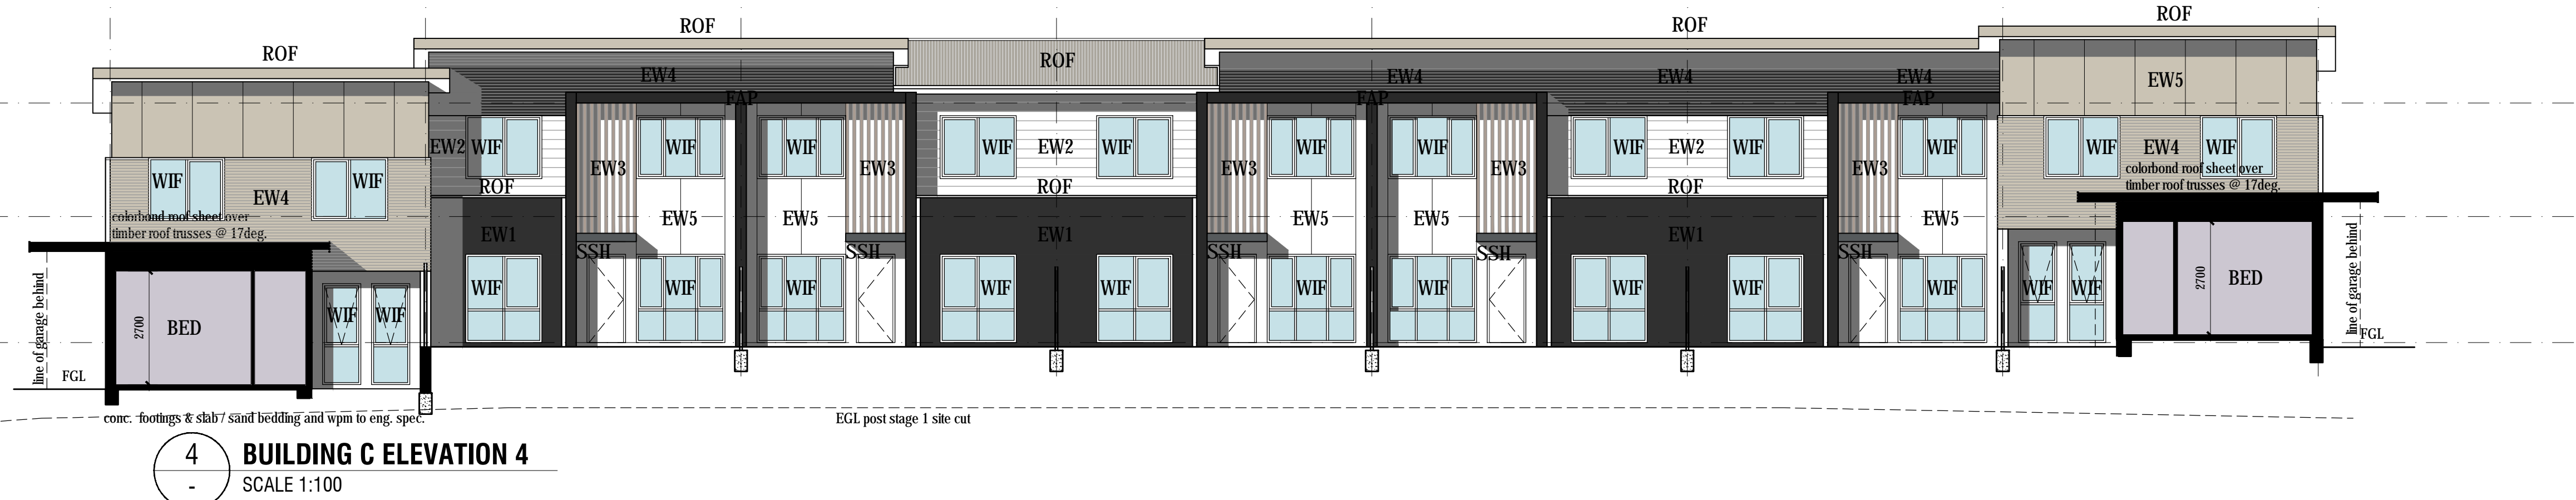 ROF
ROF
ROF
ROF
ROF
EW4
EW4
EW4
EW4
EW5
FAP
FAP
FAP
EW2
WIF
WIF
WIF
WIF
EW2
WIF
WIF
WIF
WIF
EW2
WIF
WIF
WIF
EW4
WIF
WIF
WIF
EW4
EW3
EW3
EW3
EW3
EW3
colorbond roof sheet over
timber roof trusses @ 17deg.
ROF
ROF
ROF
colorbond roof sheet over
timber roof trusses @ 17deg.
EW1
EW5
EW5
EW1
EW5
EW5
EW1
EW5
SSH
SSH
SSH
SSH
SSH
line of garage behind
2700
BED
WIF
WIF
WIF
WIF
WIF
WIF
WIF
WIF
WIF
WIF
WIF
WIF
WIF
WIF
2700
BED
line of garage behind
FGL
FGL
conc. footings & slab / sand bedding and wpm to eng. spec.
EGL post stage 1 site cut
4
-
BUILDING C ELEVATION 4
SCALE 1:100